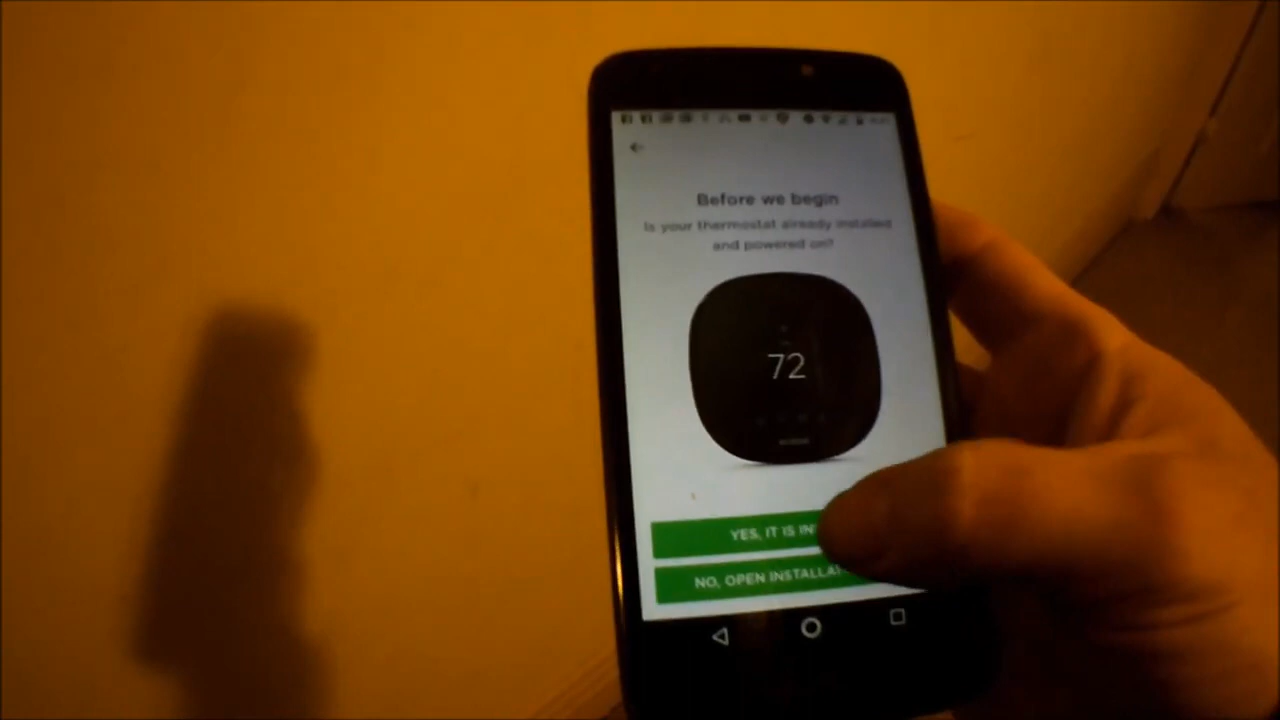 Before we begin
Is your thermostat already installed
and powered on?
72
YES, IT IS IN
NO, OPEN INSTALLA